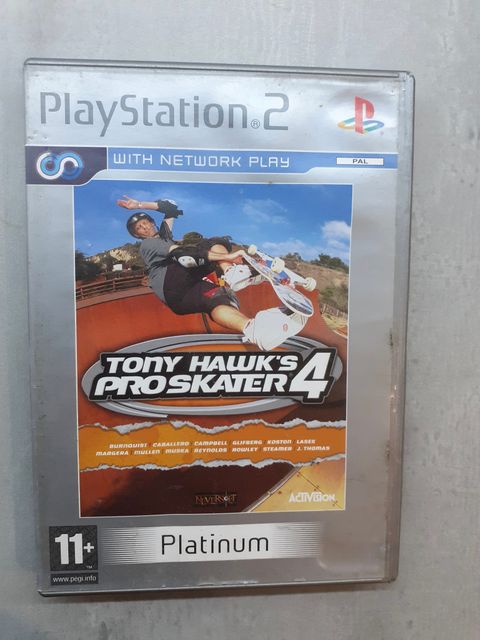 PlayStation®2
WITH NETWORK PLAY
PAL
TONY HAWK'S
PRO SKATER 4
BURNQUIST CABALLERO CAMPBELL GLIFBERG KOSTON LASEK
MARGERA MULLEN MUSKA REYNOLDS ROWLEY STEAMER J. THOMAS
NEVERSOFT
ACTIVISION
11+
™
www.pegi.info
Platinum